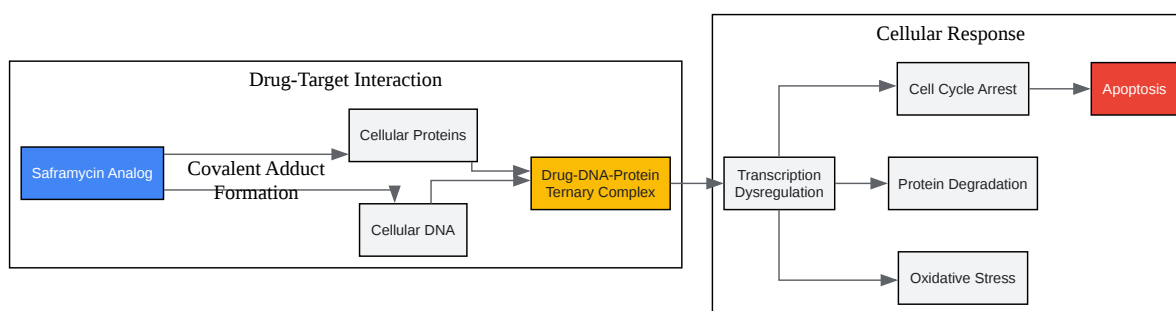 Drug-Target Interaction
Saframycin Analog
Covalent Adduct
Formation
Cellular Proteins
Cellular DNA
Drug-DNA-Protein
Ternary Complex
Cellular Response
Transcription
Dysregulation
Cell Cycle Arrest
Apoptosis
Protein Degradation
Oxidative Stress